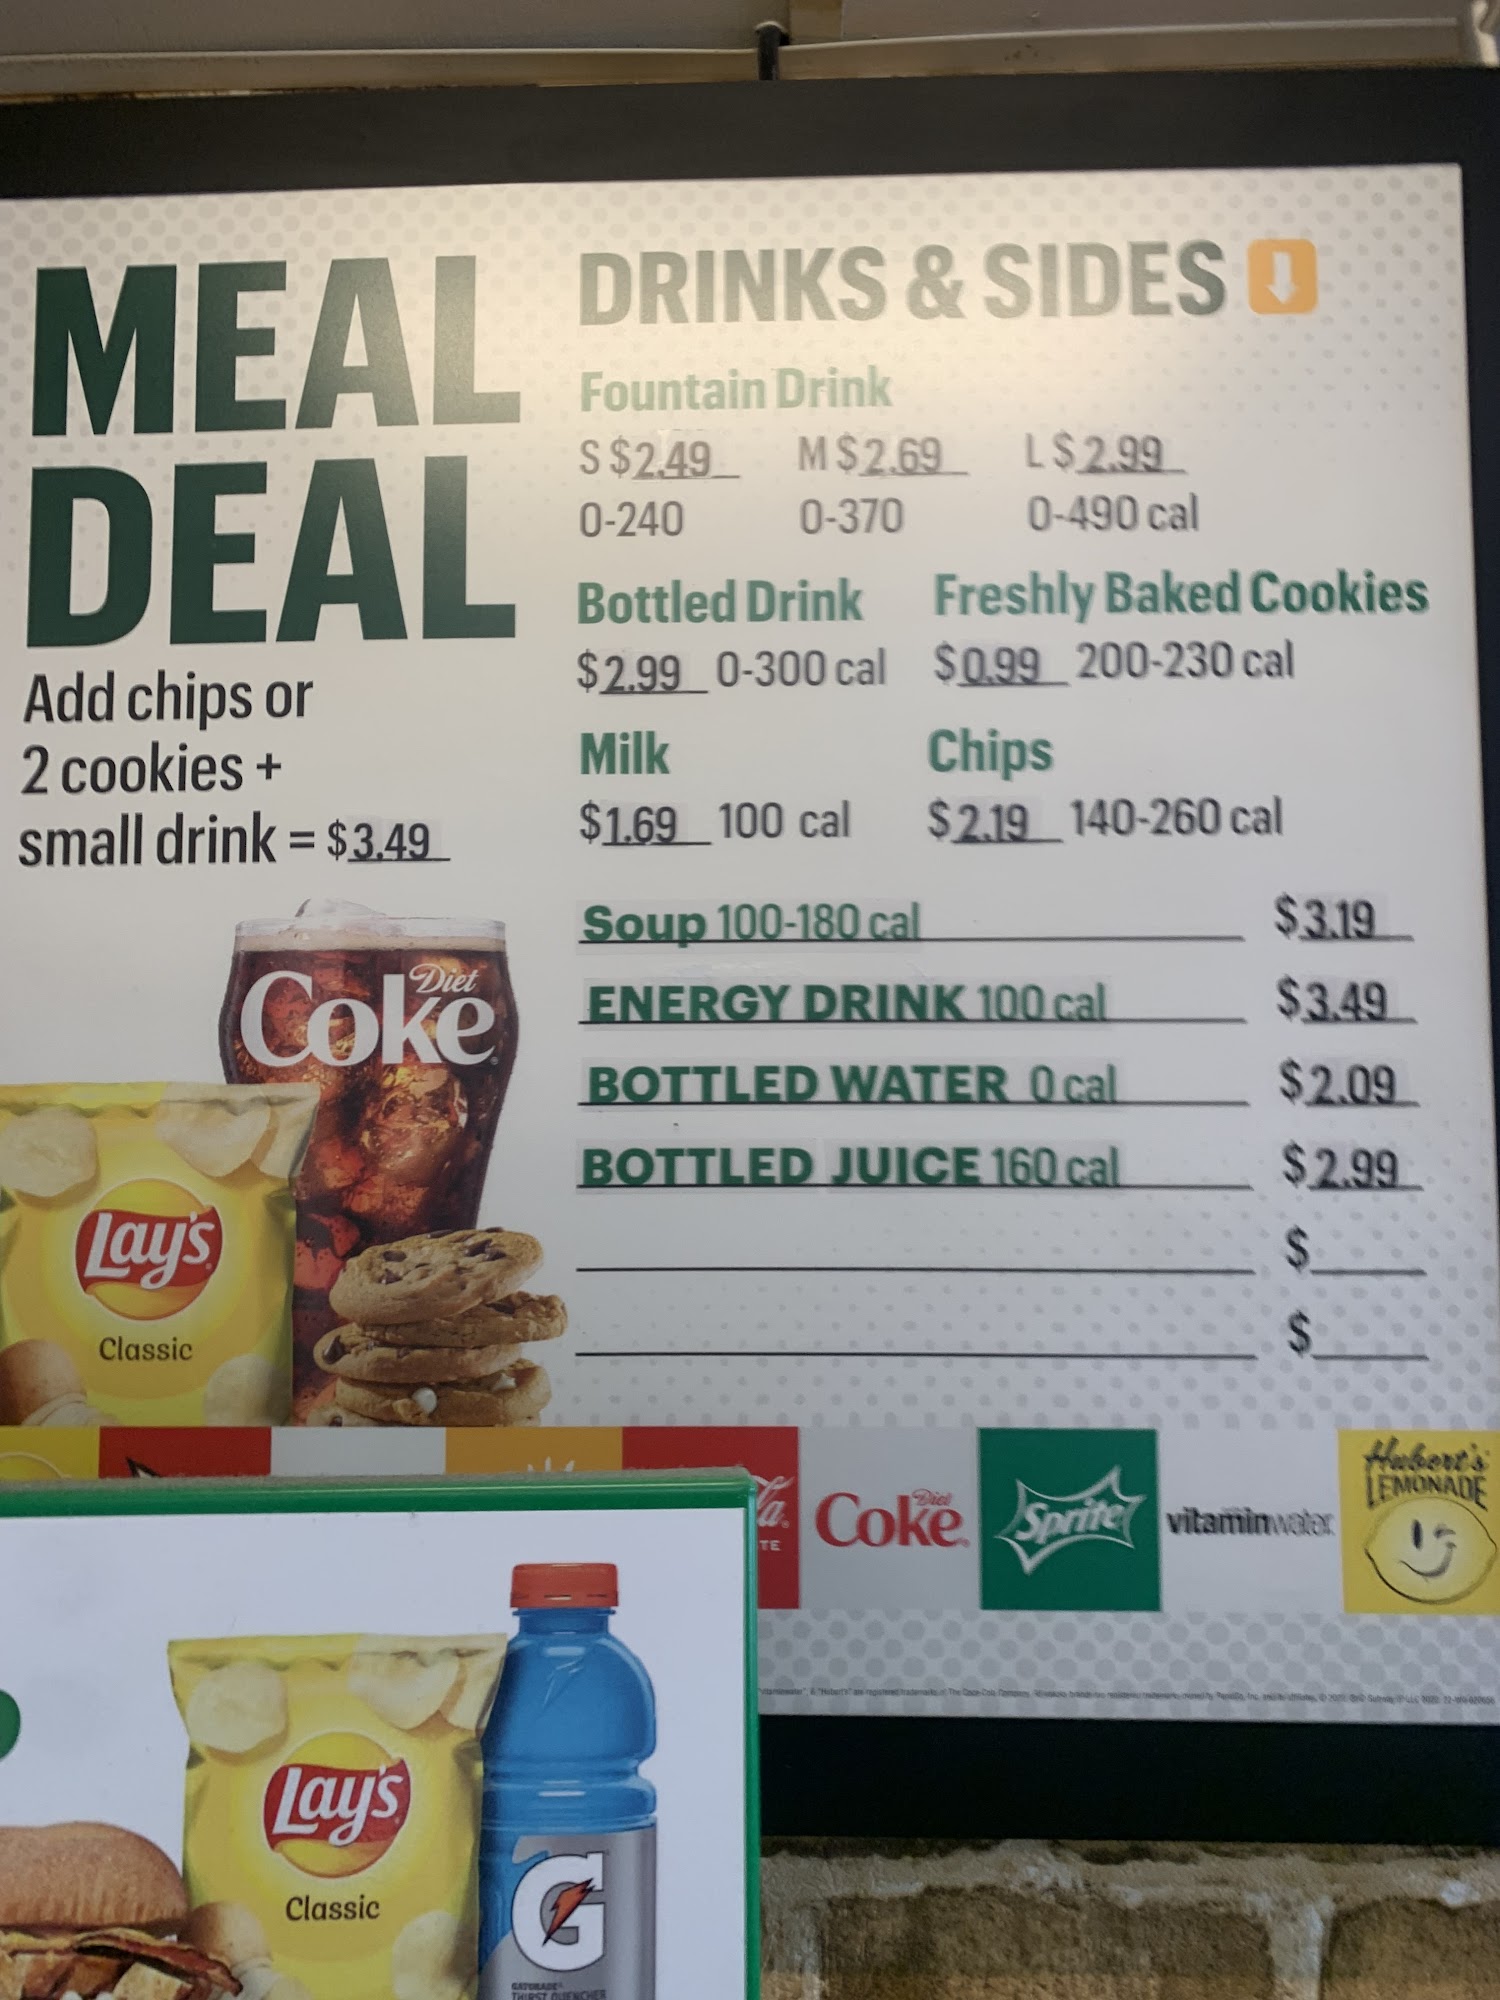 MEAL
DEAL
Add chips or
2 cookies +
small drink = $3.49
DRINKS & SIDES
Fountain Drink
S $2.49 M $2.69 L $2.99
0-240 0-370 0-490 cal
Bottled Drink Freshly Baked Cookies
$2.99 0-300 cal $0.99 200-230 cal
Milk Chips
$1.69 100 cal $2.19 140-260 cal
Soup 100-180 cal $3.19
ENERGY DRINK 100 cal $3.49
BOTTLED WATER 0 cal $2.09
BOTTLED JUICE 160 cal $2.99
$
$
Diet
Coke
Lay's
Classic
Diet
Coke
Sprite
vitaminwater
Hubert's
LEMONADE
Lay's
Classic
G
GATORADE
THIRST QUENCHER